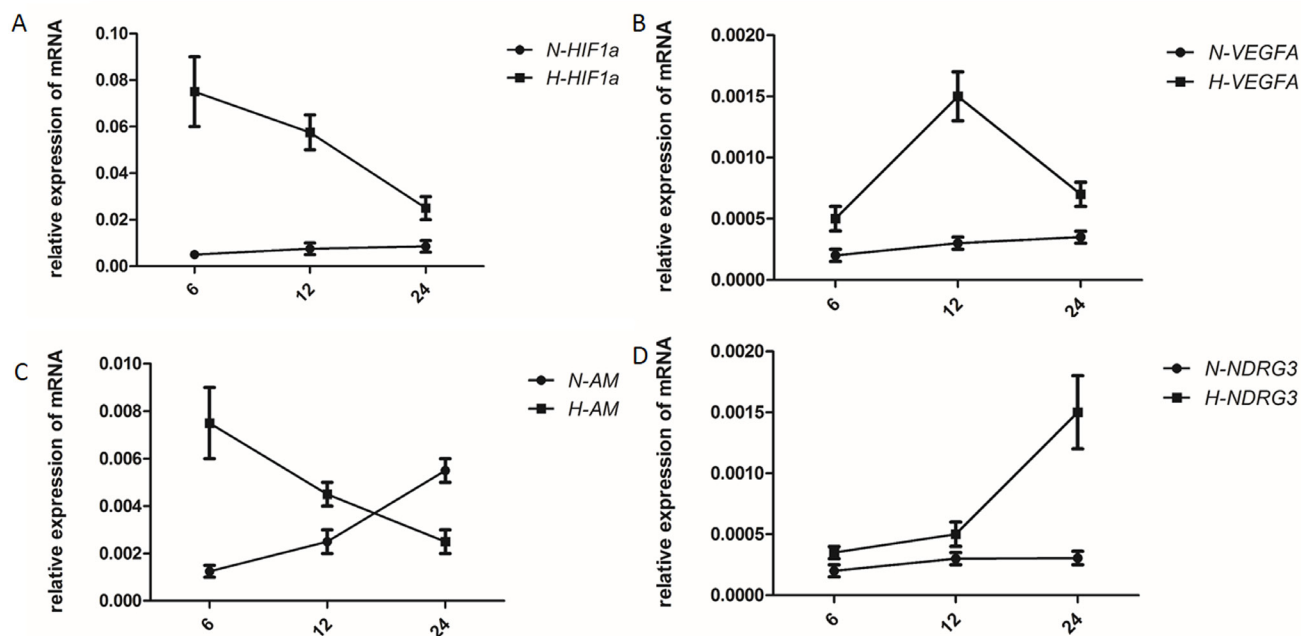 A
relative expression of mRNA
0.10
0.08
0.06
0.04
0.02
0.00
6
12
24
N-HIF1a
H-HIF1a
B
relative expression of mRNA
0.0020
0.0015
0.0010
0.0005
0.0000
6
12
24
N-VEGFA
H-VEGFA
C
relative expression of mRNA
0.010
0.008
0.006
0.004
0.002
0.000
6
12
24
N-AM
H-AM
D
relative expression of mRNA
0.0020
0.0015
0.0010
0.0005
0.0000
6
12
24
N-NDRG3
H-NDRG3